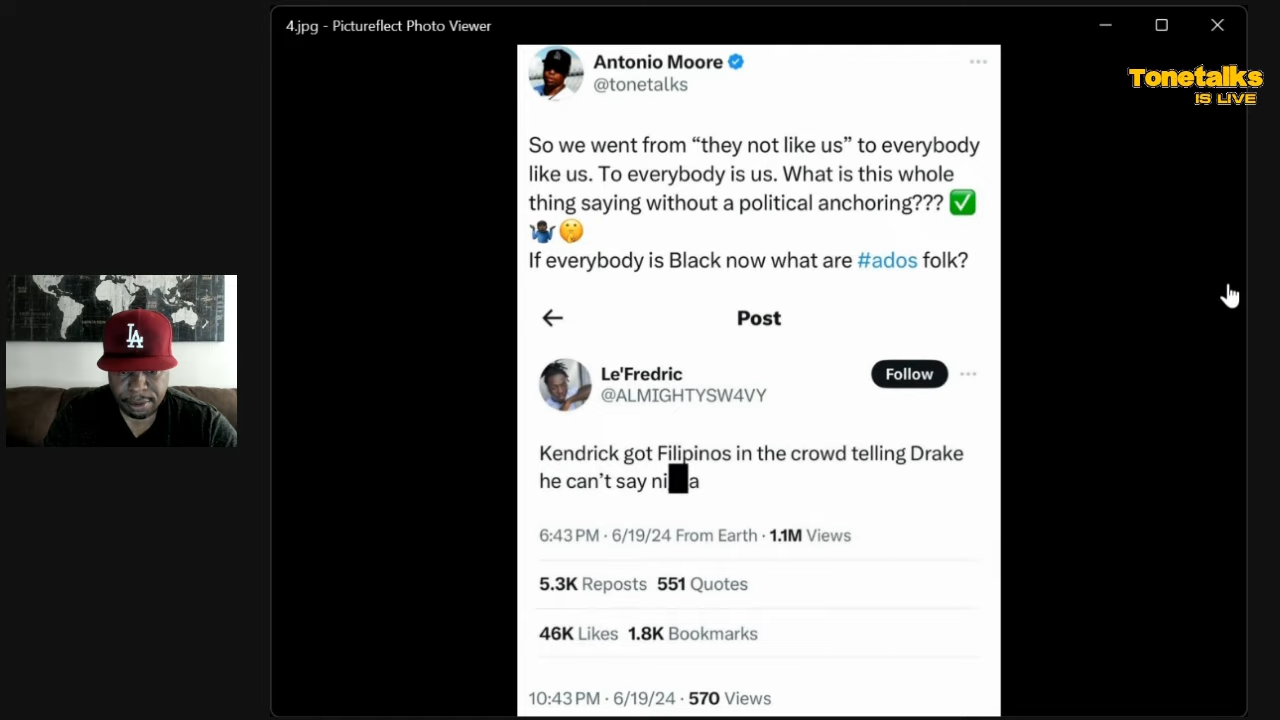 4.jpg - Pictureflect Photo Viewer
Tonetalks
IS LIVE
Antonio Moore
@tonetalks
So we went from “they not like us” to everybody
like us. To everybody is us. What is this whole
thing saying without a political anchoring??? ✅
🤷🏿‍♂️🤫
If everybody is Black now what are #ados folk?
Post
Le'Fredric
@ALMIGHTYSW4VY
Follow
Kendrick got Filipinos in the crowd telling Drake
he can’t say ni█a
6:43 PM · 6/19/24 From Earth · 1.1M Views
5.3K Reposts 551 Quotes
46K Likes 1.8K Bookmarks
10:43 PM · 6/19/24 · 570 Views
LA